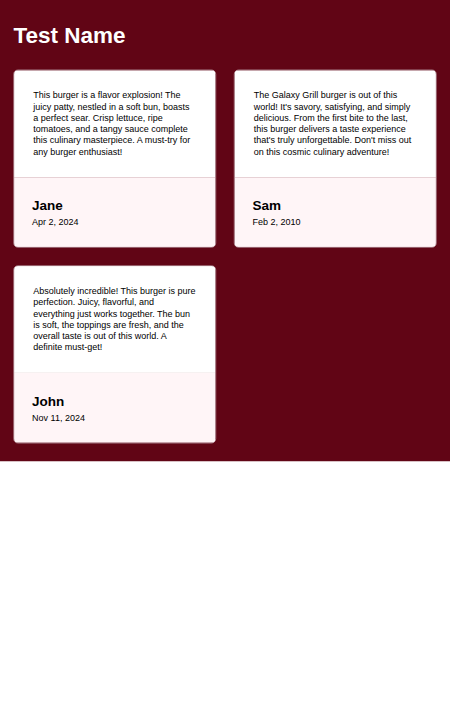 Test Name
This burger is a flavor explosion! The
juicy patty, nestled in a soft bun, boasts
a perfect sear. Crisp lettuce, ripe
tomatoes, and a tangy sauce complete
this culinary masterpiece. A must-try for
any burger enthusiast!
Jane
Apr 2, 2024
The Galaxy Grill burger is out of this
world! It's savory, satisfying, and simply
delicious. From the first bite to the last,
this burger delivers a taste experience
that's truly unforgettable. Don't miss out
on this cosmic culinary adventure!
Sam
Feb 2, 2010
Absolutely incredible! This burger is pure
perfection. Juicy, flavorful, and
everything just works together. The bun
is soft, the toppings are fresh, and the
overall taste is out of this world. A
definite must-get!
John
Nov 11, 2024